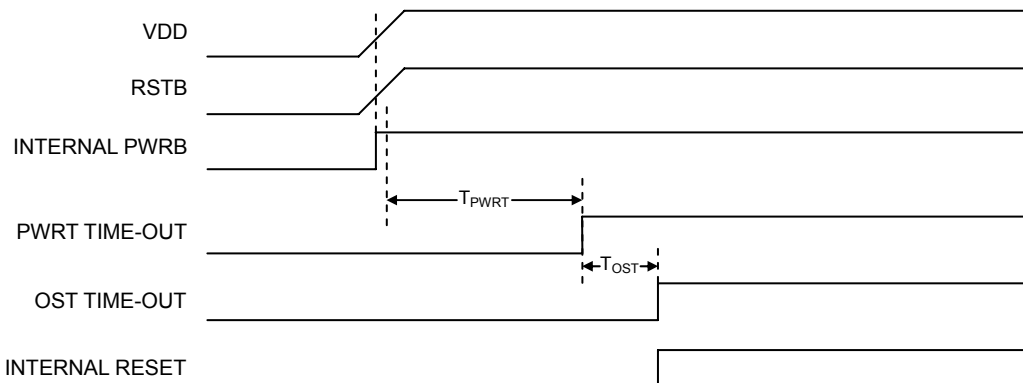 VDD
RSTB
INTERNAL PWRB
TPWRT
PWRT TIME-OUT
TOST
OST TIME-OUT
INTERNAL RESET